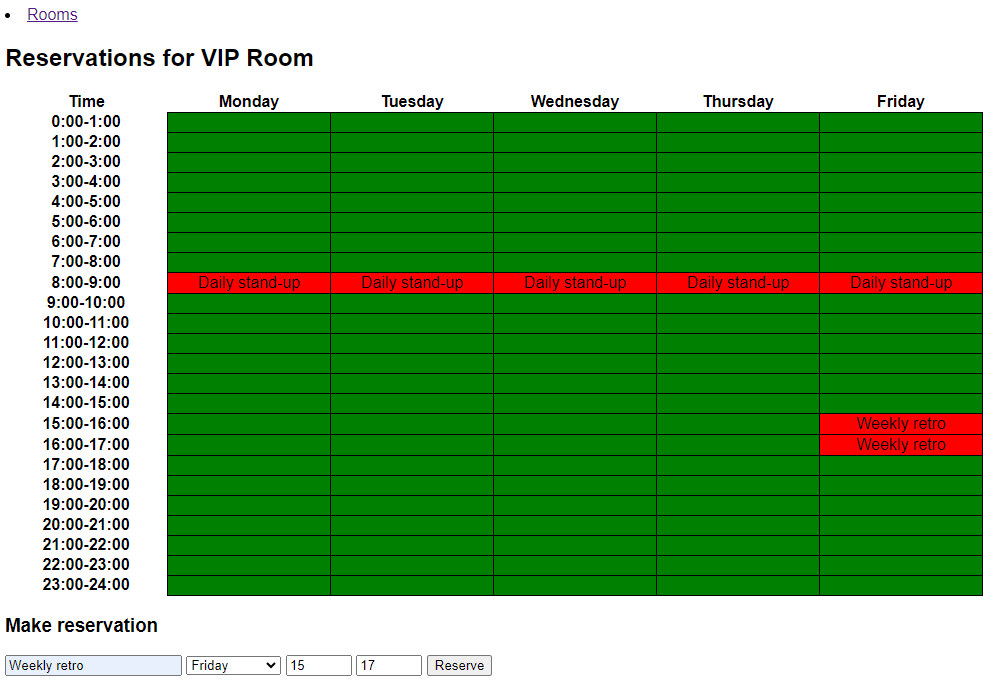 Rooms
Reservations for VIP Room
Time Monday Tuesday Wednesday Thursday Friday
0:00-1:00
1:00-2:00
2:00-3:00
3:00-4:00
4:00-5:00
5:00-6:00
6:00-7:00
7:00-8:00
8:00-9:00 Daily stand-up Daily stand-up Daily stand-up Daily stand-up Daily stand-up
9:00-10:00
10:00-11:00
11:00-12:00
12:00-13:00
13:00-14:00
14:00-15:00
15:00-16:00 Weekly retro
16:00-17:00 Weekly retro
17:00-18:00
18:00-19:00
19:00-20:00
20:00-21:00
21:00-22:00
22:00-23:00
23:00-24:00
Make reservation
Weekly retro Friday 15 17 Reserve